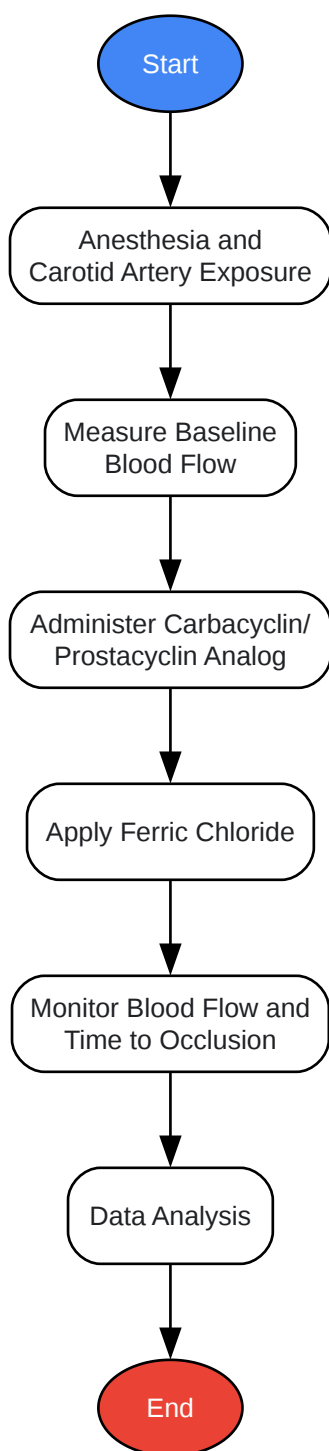 Start
Anesthesia and
Carotid Artery Exposure
Measure Baseline
Blood Flow
Administer Carbacyclin/
Prostacyclin Analog
Apply Ferric Chloride
Monitor Blood Flow and
Time to Occlusion
Data Analysis
End